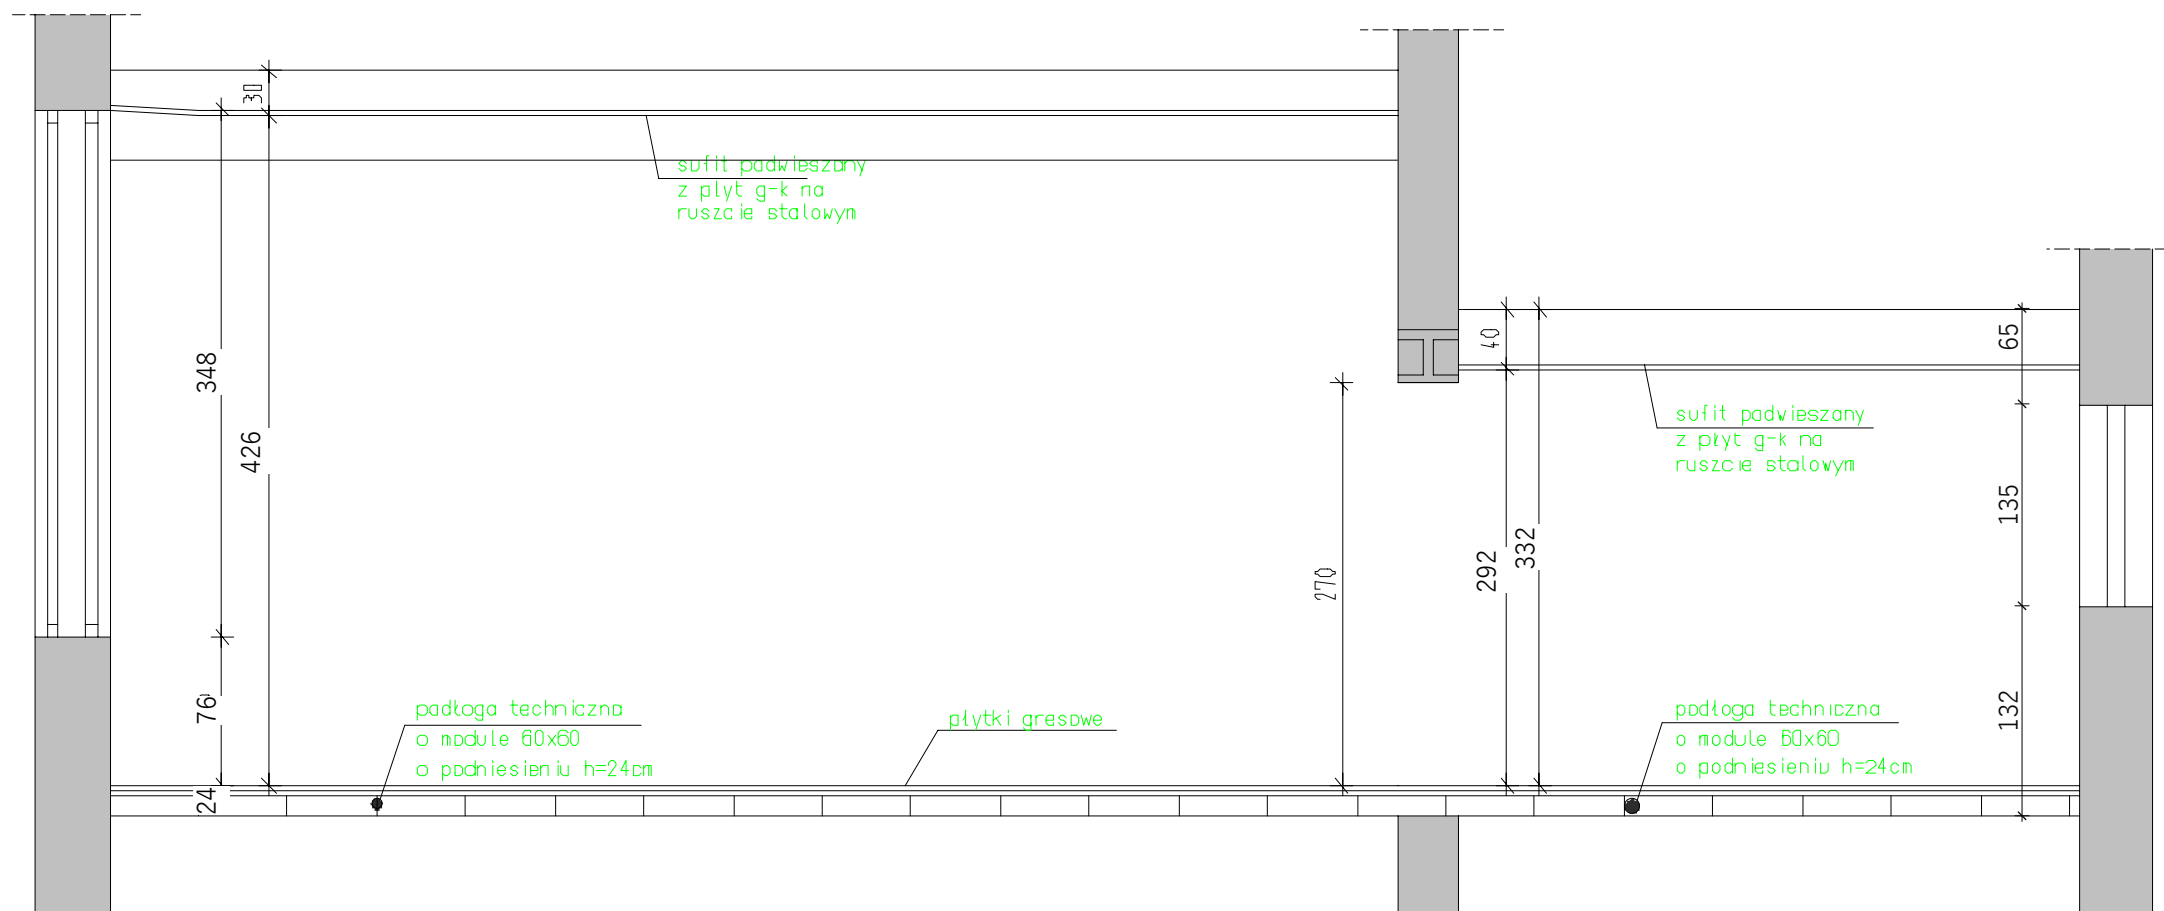 30
sufit podwieszany
z płyt g-k na
ruszcie stalowym
348
426
40
65
sufit podwieszany
z płyt g-k na
ruszcie stalowym
135
292
332
270
76
podłoga techniczna
o module 60x60
o podniesieniu h=24cm
płytki gresowe
podłoga techniczna
o module 60x60
o podniesieniu h=24cm
132
24